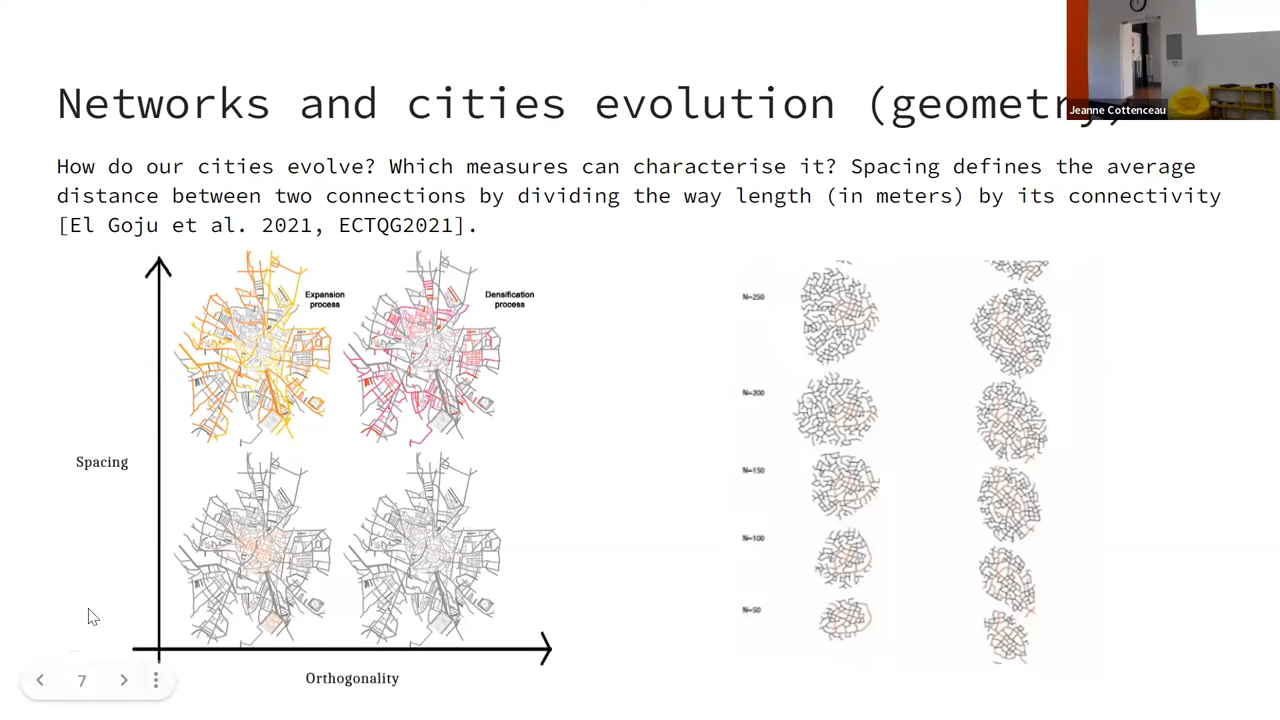 Networks and cities evolution (geometry)
Jeanne Cottenceau
How do our cities evolve? Which measures can characterise it? Spacing defines the average
distance between two connections by dividing the way length (in meters) by its connectivity
[El Goju et al. 2021, ECTQG2021].
Expansion
process
Densification
process
Spacing
Orthogonality
N=250
N=200
N=150
N=100
N=50
7